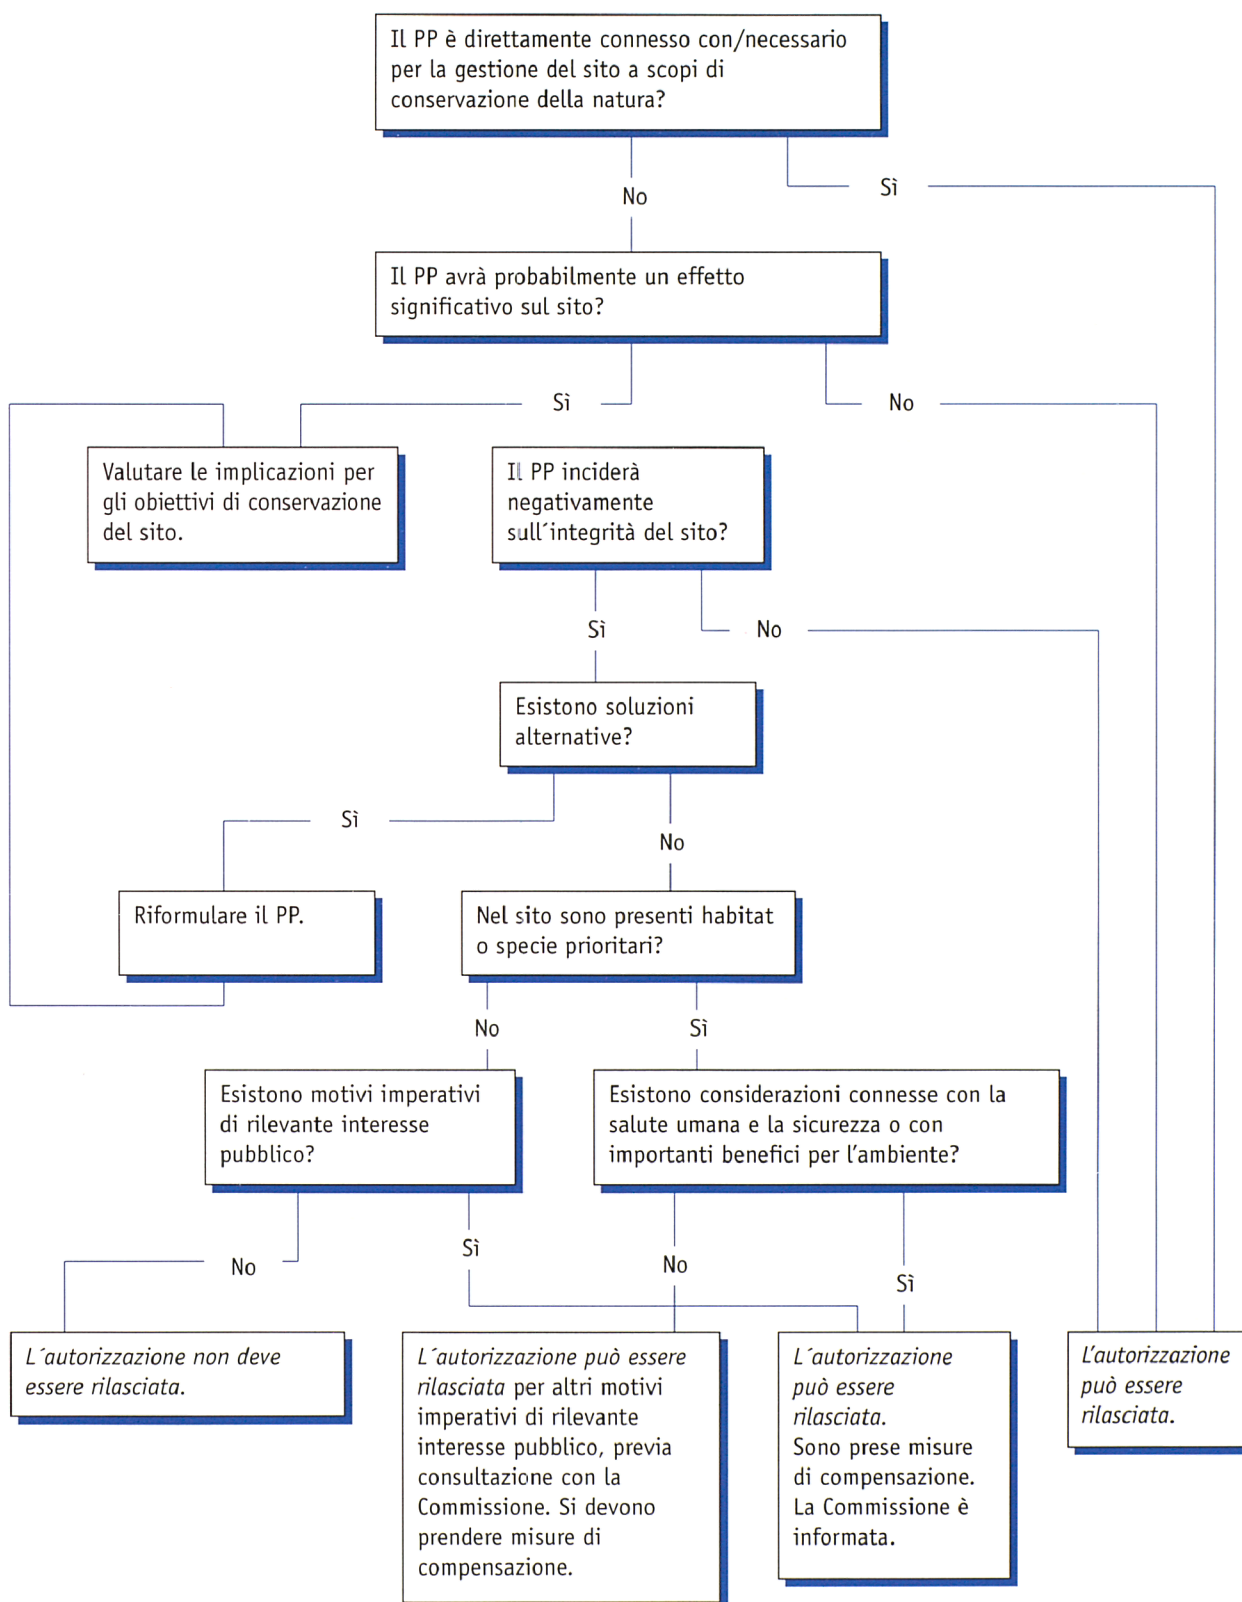 Il PP è direttamente connesso con/necessario
per la gestione del sito a scopi di
conservazione della natura?
No
Sì
Il PP avrà probabilmente un effetto
significativo sul sito?
Sì
No
Valutare le implicazioni per
gli obiettivi di conservazione
del sito.
Il PP inciderà
negativamente
sull´integrità del sito?
Sì
No
Esistono soluzioni
alternative?
Sì
No
Riformulare il PP.
Nel sito sono presenti habitat
o specie prioritari?
No
Sì
Esistono motivi imperativi
di rilevante interesse
pubblico?
Esistono considerazioni connesse con la
salute umana e la sicurezza o con
importanti benefici per l'ambiente?
No
Sì
No
Sì
L´autorizzazione non deve
essere rilasciata.
L´autorizzazione può essere
rilasciata per altri motivi
imperativi di rilevante
interesse pubblico, previa
consultazione con la
Commissione. Si devono
prendere misure di
compensazione.
L´autorizzazione
può essere
rilasciata.
Sono prese misure
di compensazione.
La Commissione è
informata.
L'autorizzazione
può essere
rilasciata.